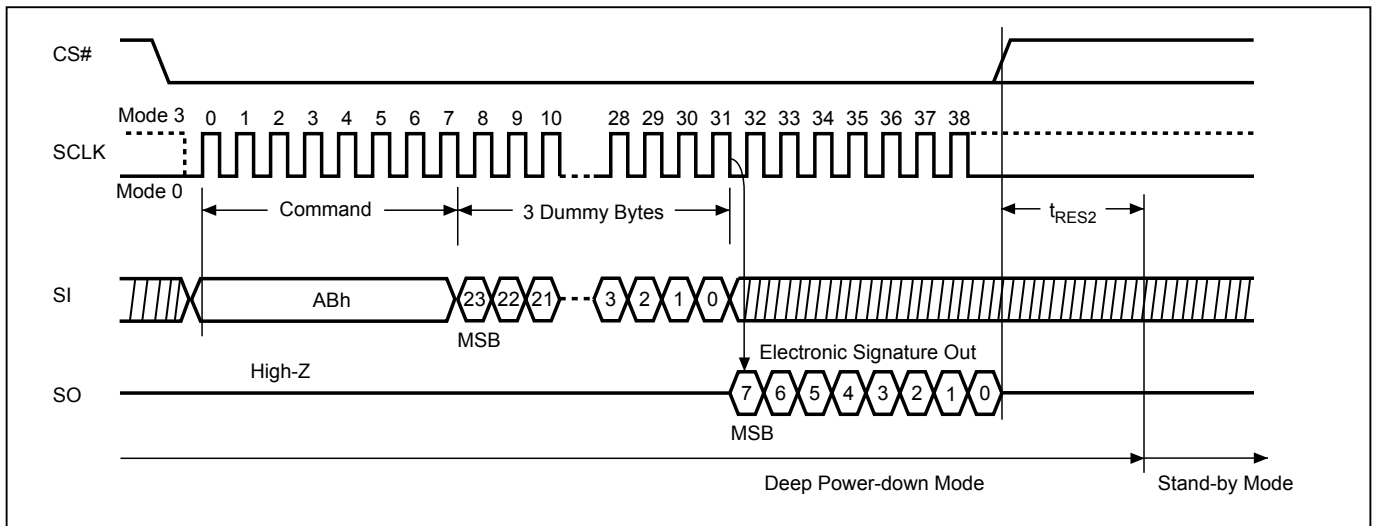 CS#
Mode 3 0 1 2 3 4 5 6 7 8 9 10 28 29 30 31 32 33 34 35 36 37 38
SCLK
Mode 0
Command 3 Dummy Bytes tRES2
SI ABh 23 22 21 3 2 1 0
MSB
Electronic Signature Out
High-Z
SO 7 6 5 4 3 2 1 0
MSB
Deep Power-down Mode Stand-by Mode